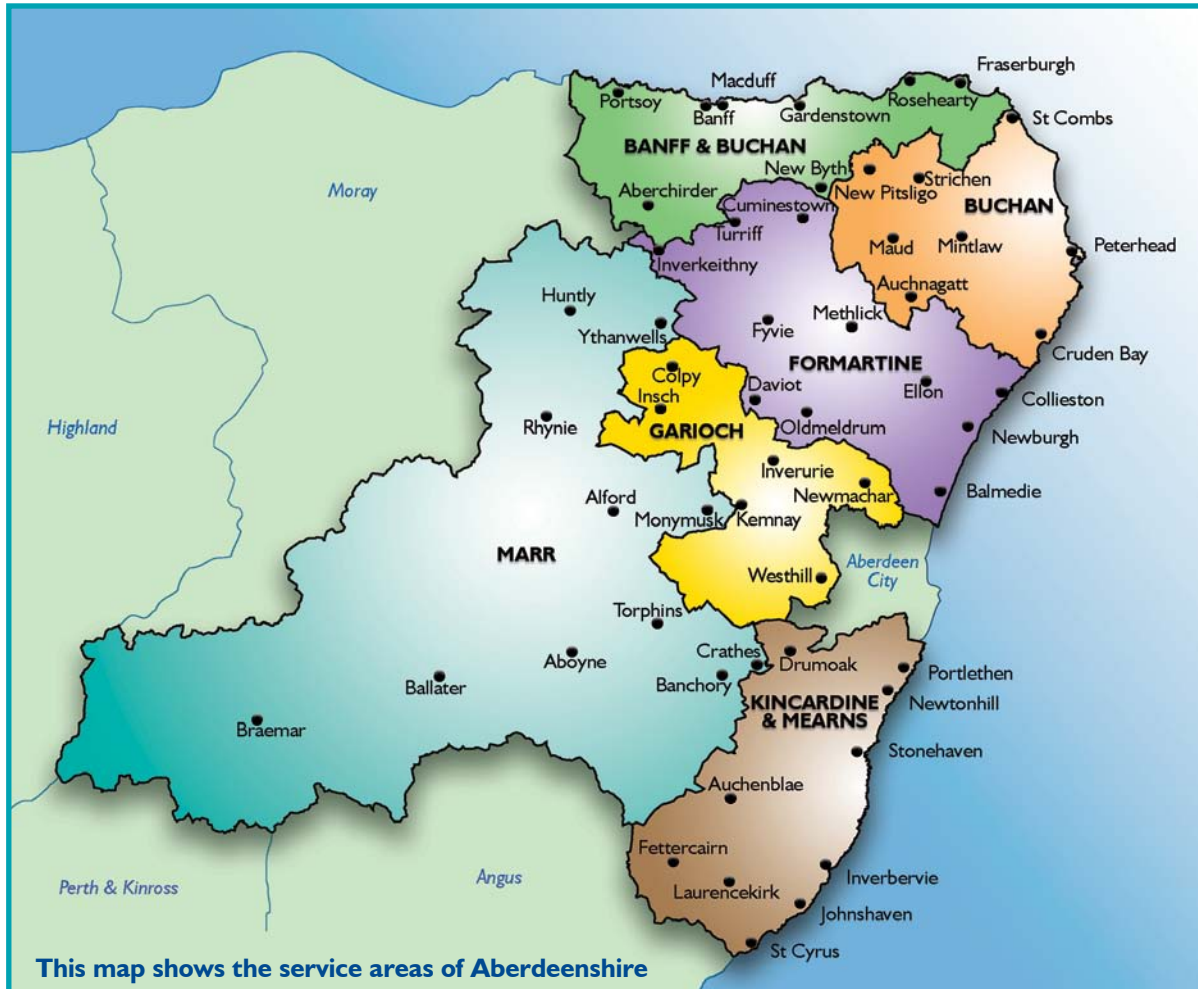 Fraserburgh
Macduff
Portsoy
Rosehearty
Banff
Gardenstown
St Combs
BANFF & BUCHAN
New Byth
Strichen
Moray
Aberchirder
New Pitsligo
Cuminestown
BUCHAN
Turriff
Maud
Mintlaw
Peterhead
Inverkeithny
Auchnagatt
Huntly
Methlick
Ythanwells
Fyvie
Cruden Bay
FORMARTINE
Colpy
Daviot
Ellon
Insch
Collieston
Rhynie
Oldmeldrum
Highland
GARIOCH
Newburgh
Inverurie
Newmachar
Balmedie
Alford
Monymusk
Kemnay
MARR
Aberdeen
City
Westhill
Torphins
Aboyne
Crathes
Drumoak
Portlethen
Ballater
Banchory
KINCARDINE
& MEARNS
Newtonhill
Braemar
Stonehaven
Auchenblae
Fettercairn
Inverbervie
Perth & Kinross
Angus
Laurencekirk
Johnshaven
St Cyrus
This map shows the service areas of Aberdeenshire